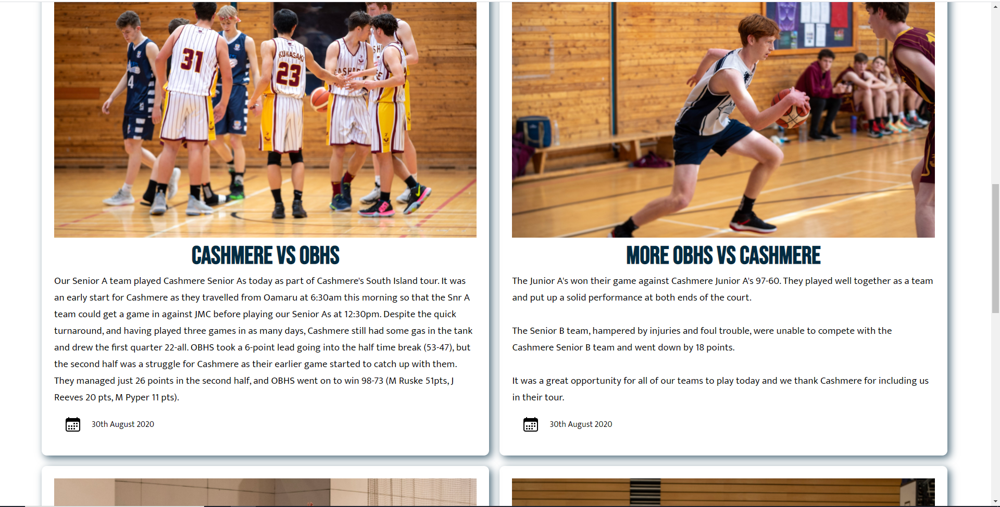 31
KUWASAKI
23
4
CASHMERE VS OBHS
Our Senior A team played Cashmere Senior As today as part of Cashmere's South Island tour. It was
an early start for Cashmere as they travelled from Oamaru at 6:30am this morning so that the Snr A
team could get a game in against JMC before playing our Senior As at 12:30pm. Despite the quick
turnaround, and having played three games in as many days, Cashmere still had some gas in the tank
and drew the first quarter 22-all. OBHS took a 6-point lead going into the half time break (53-47), but
the second half was a struggle for Cashmere as their earlier game started to catch up with them.
They managed just 26 points in the second half, and OBHS went on to win 98-73 (M Ruske 51pts, J
Reeves 20 pts, M Pyper 11 pts).
30th August 2020
MORE OBHS VS CASHMERE
The Junior A's won their game against Cashmere Junior A's 97-60. They played well together as a team
and put up a solid performance at both ends of the court.
The Senior B team, hampered by injuries and foul trouble, were unable to compete with the
Cashmere Senior B team and went down by 18 points.
It was a great opportunity for all of our teams to play today and we thank Cashmere for including us
in their tour.
30th August 2020